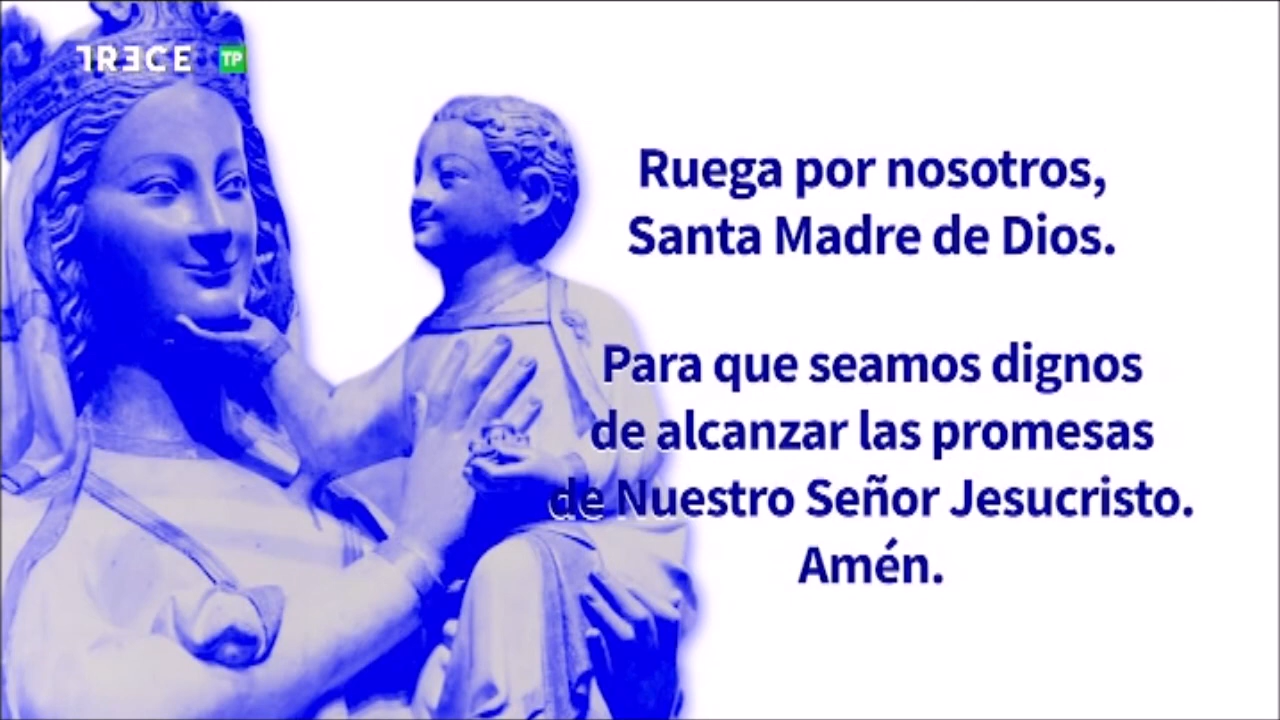 TRECE TP
Ruega por nosotros,
Santa Madre de Dios.
Para que seamos dignos
de alcanzar las promesas
de Nuestro Señor Jesucristo.
Amén.